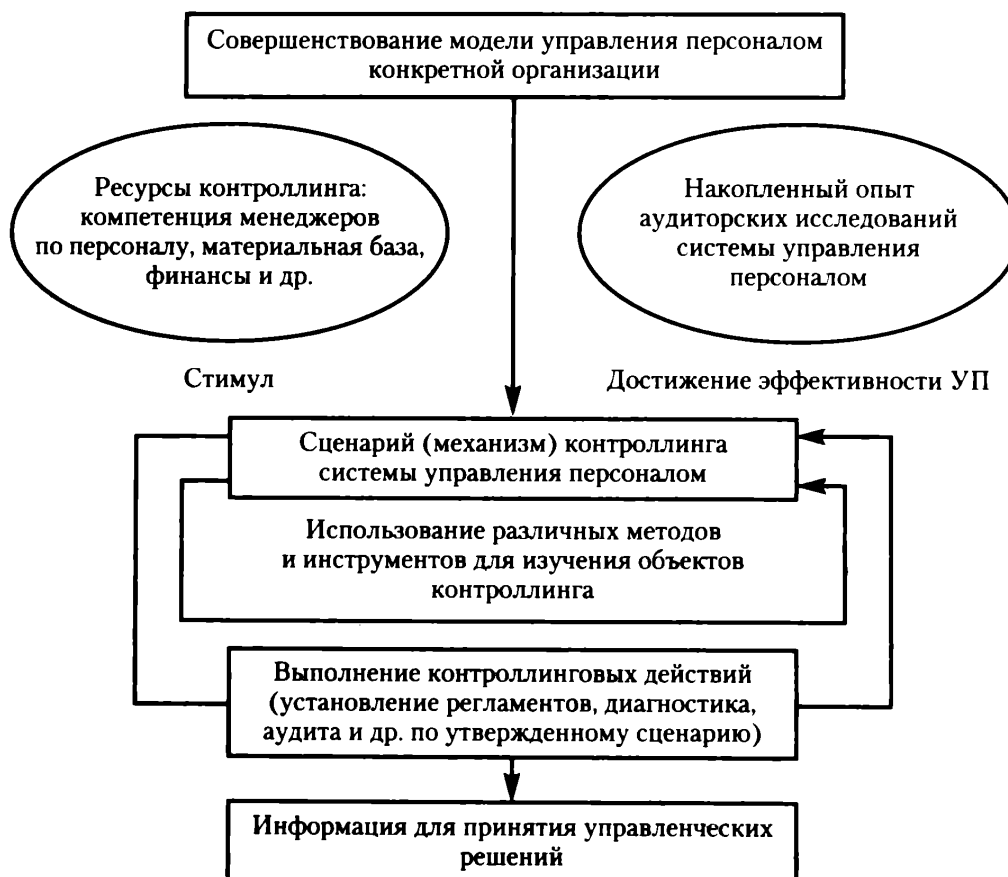 Совершенствование модели управления персоналом
конкретной организации
Ресурсы контроллинга:
компетенция менеджеров
по персоналу, материальная база,
финансы и др.
Накопленный опыт
аудиторских исследований
системы управления
персоналом
Стимул
Достижение эффективности УП
Сценарий (механизм) контроллинга
системы управления персоналом
Использование различных методов
и инструментов для изучения объектов
контроллинга
Выполнение контроллинговых действий
(установление регламентов, диагностика,
аудита и др. по утвержденному сценарию)
Информация для принятия управленческих
решений